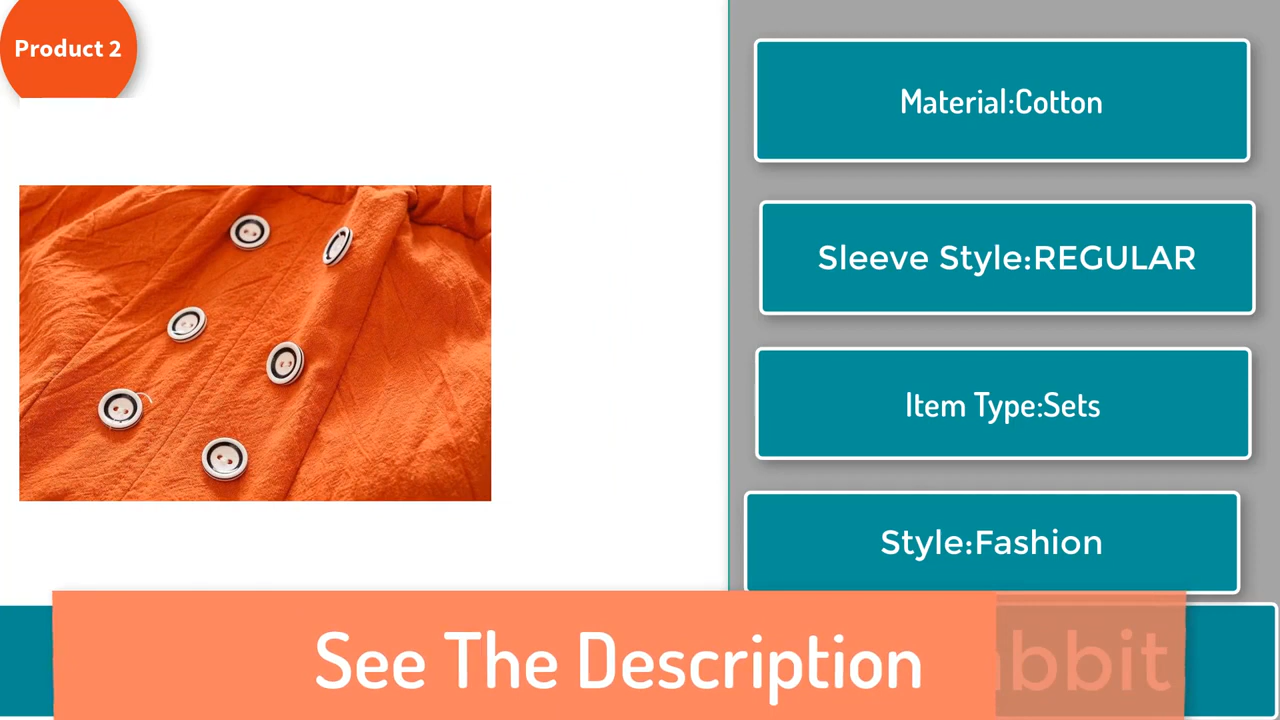 Product 2
Material:Cotton
Sleeve Style:REGULAR
Item Type:Sets
Style:Fashion
See The Description